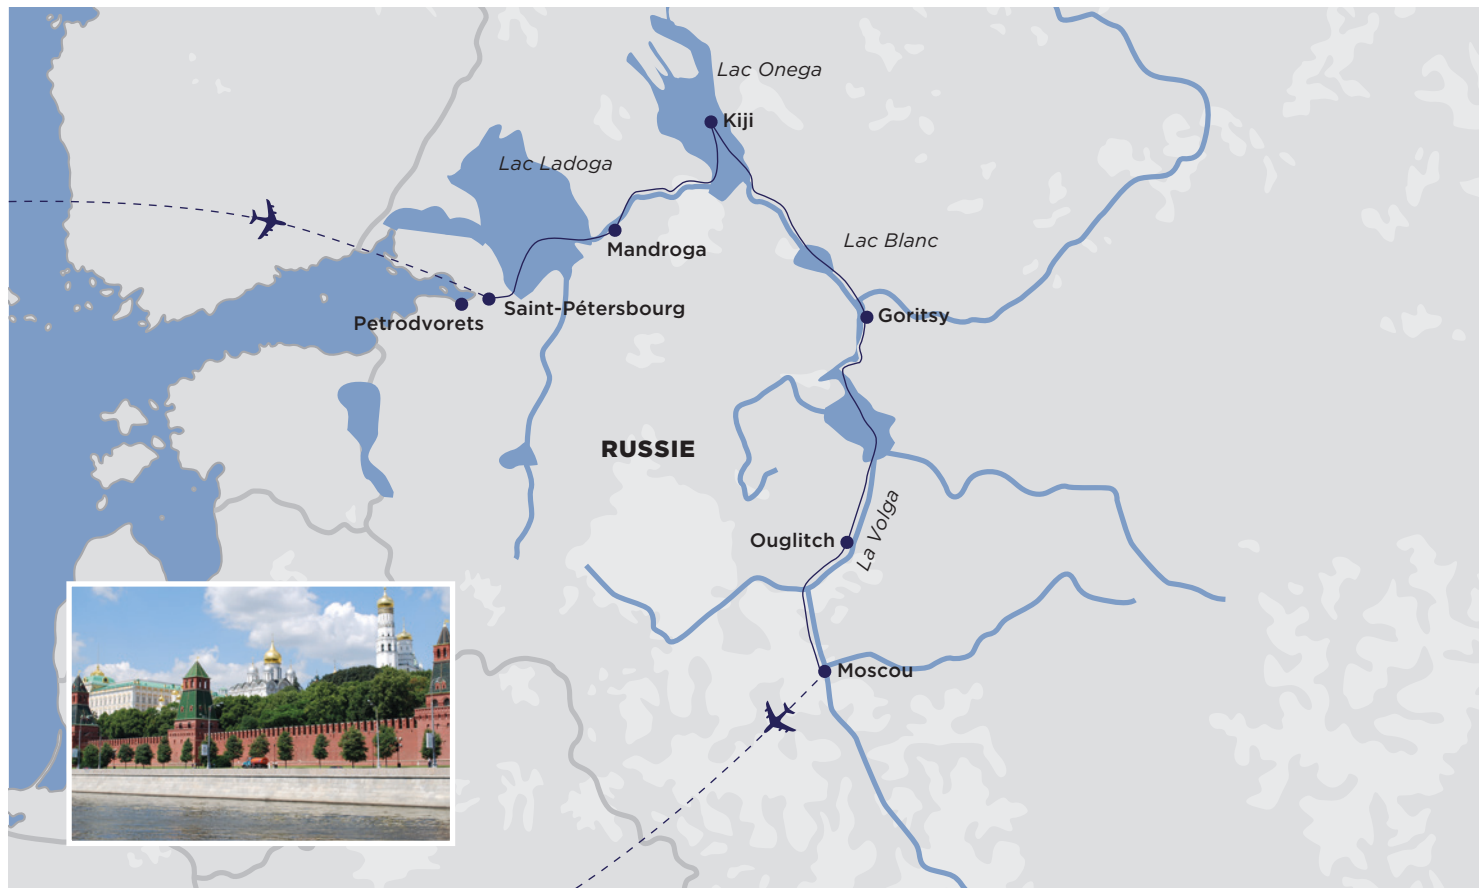 Lac Onega
Kiji
Lac Ladoga
Lac Blanc
Mandroga
Saint-Pétersbourg
Petrodvorets
Goritsy
RUSSIE
La Volga
Ouglitch
Moscou